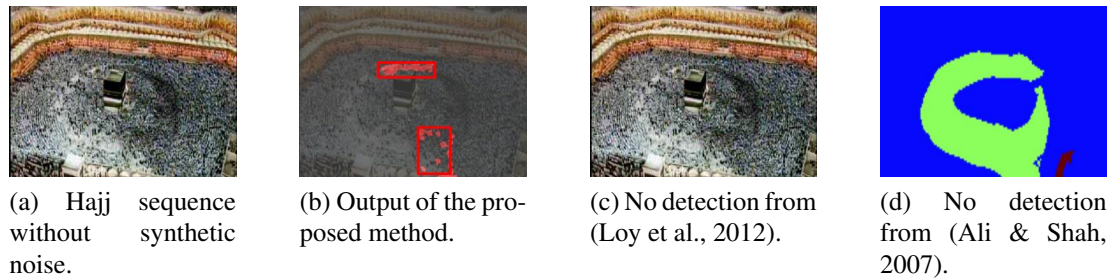 (a) Hajj sequence
without synthetic
noise.
(b) Output of the pro-
posed method.
(c) No detection from
(Loy et al., 2012).
(d) No detection
from (Ali & Shah,
2007).